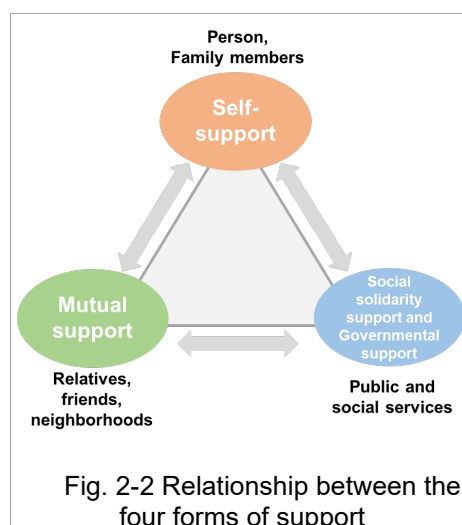 Person,
Family members
Self-
support
Mutual
support
Relatives,
friends,
neighborhoods
Social
solidarity
support and
Governmental
support
Public and
social services
Fig. 2-2 Relationship between the
four forms of support